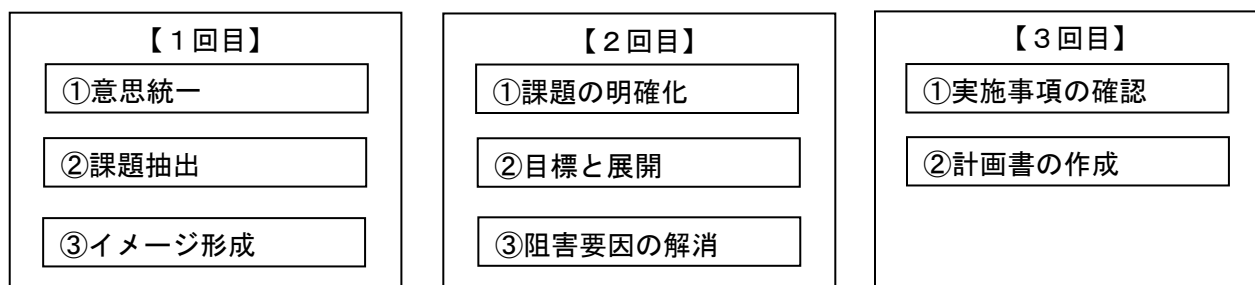 【１回目】
①意思統一
②課題抽出
③イメージ形成
【２回目】
①課題の明確化
②目標と展開
③阻害要因の解消
【３回目】
①実施事項の確認
②計画書の作成